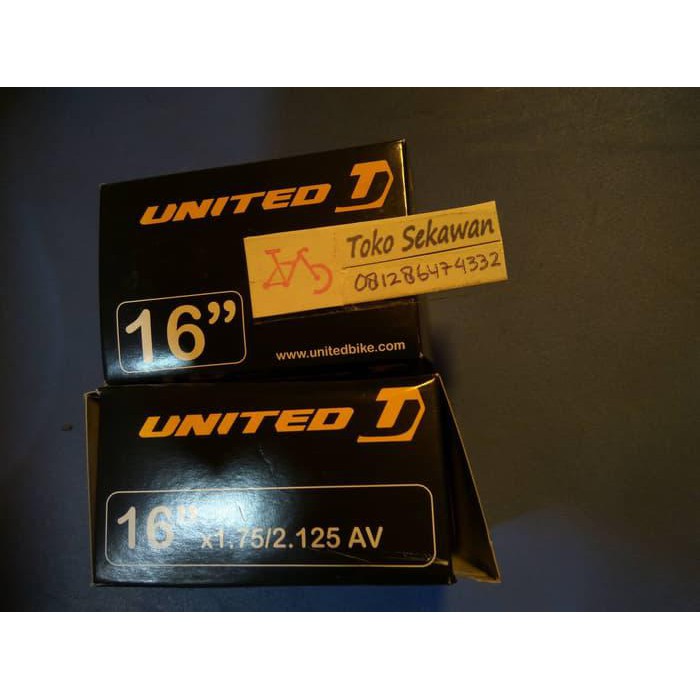 UNITED
Toko Sekawan
081286474332
16”
www.unitedbike.com
UNITED
16” x1.75/2.125 AV